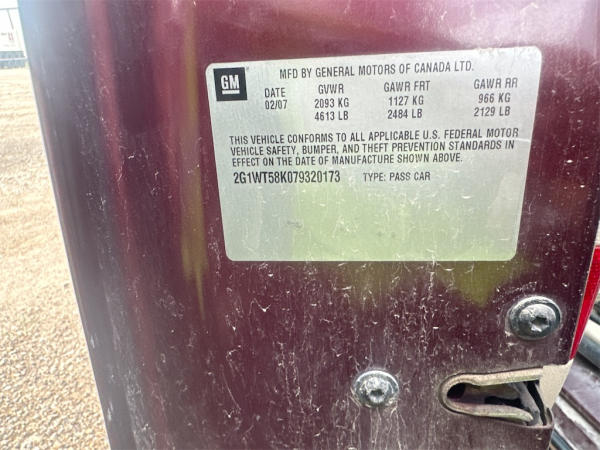 GM
MFD BY GENERAL MOTORS OF CANADA LTD.
DATE GVWR GAWR FRT GAWR RR
02/07 2093 KG 1127 KG 966 KG
4613 LB 2484 LB 2129 LB
THIS VEHICLE CONFORMS TO ALL APPLICABLE U.S. FEDERAL MOTOR
VEHICLE SAFETY, BUMPER, AND THEFT PREVENTION STANDARDS IN
EFFECT ON THE DATE OF MANUFACTURE SHOWN ABOVE.
2G1WT58K079320173 TYPE: PASS CAR